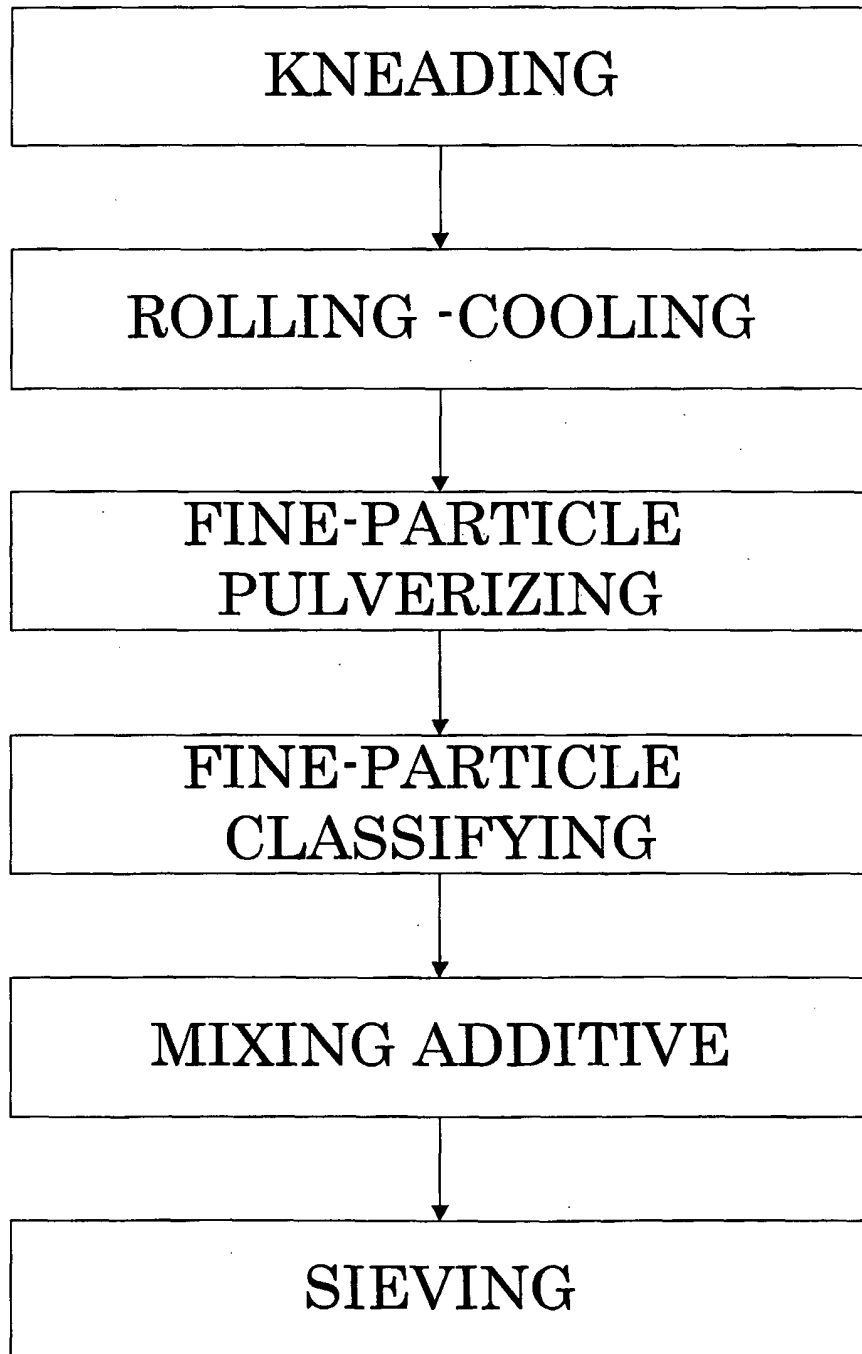 KNEADING
ROLLING -COOLING
FINE-PARTICLE
PULVERIZING
FINE-PARTICLE
CLASSIFYING
MIXING ADDITIVE
SIEVING